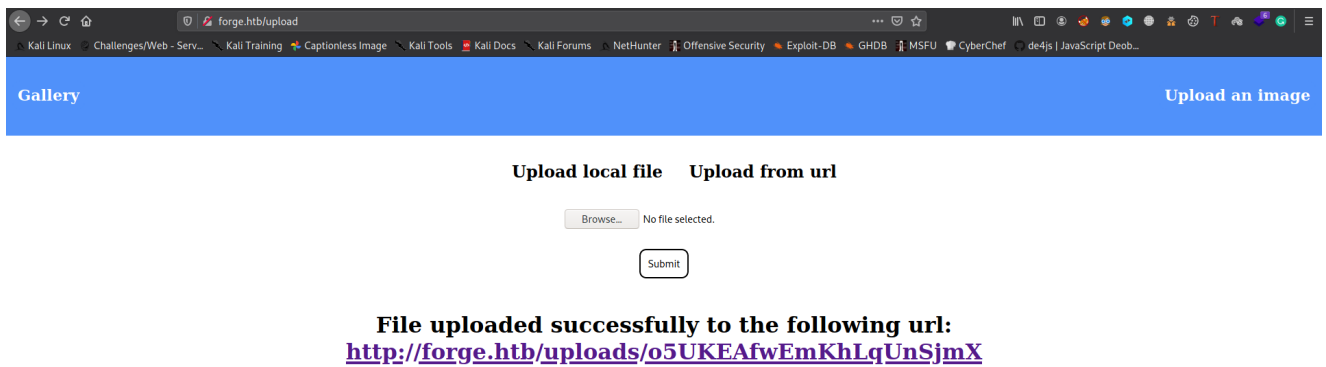 forge.htb/upload
Kali Linux Challenges/Web - Serv... Kali Training Captionless Image Kali Tools Kali Docs Kali Forums NetHunter Offensive Security Exploit-DB GHDB MSFU CyberChef de4js | JavaScript Deob...
Gallery Upload an image
Upload local file Upload from url
Browse... No file selected.
Submit
File uploaded successfully to the following url:
http://forge.htb/uploads/o5UKEAfwEmKhLqUnSjmX